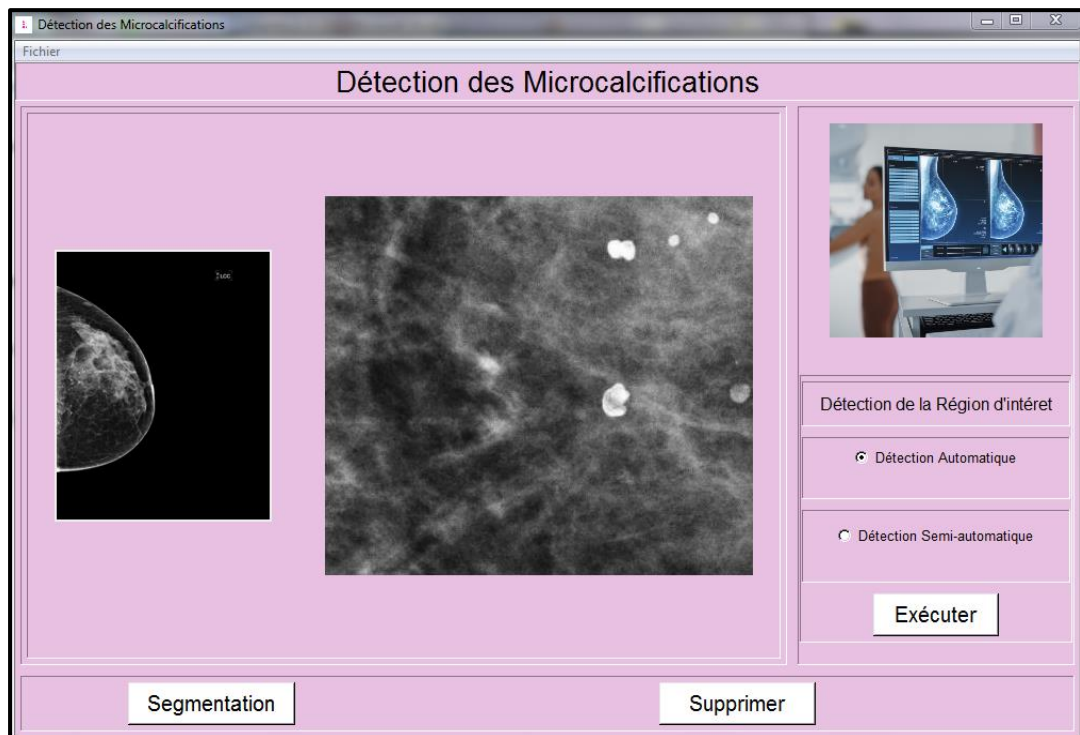 Détection des Microcalcifications
Fichier
Détection des Microcalcifications
Détection de la Région d'intéret
Détection Automatique
Détection Semi-automatique
Exécuter
Segmentation
Supprimer